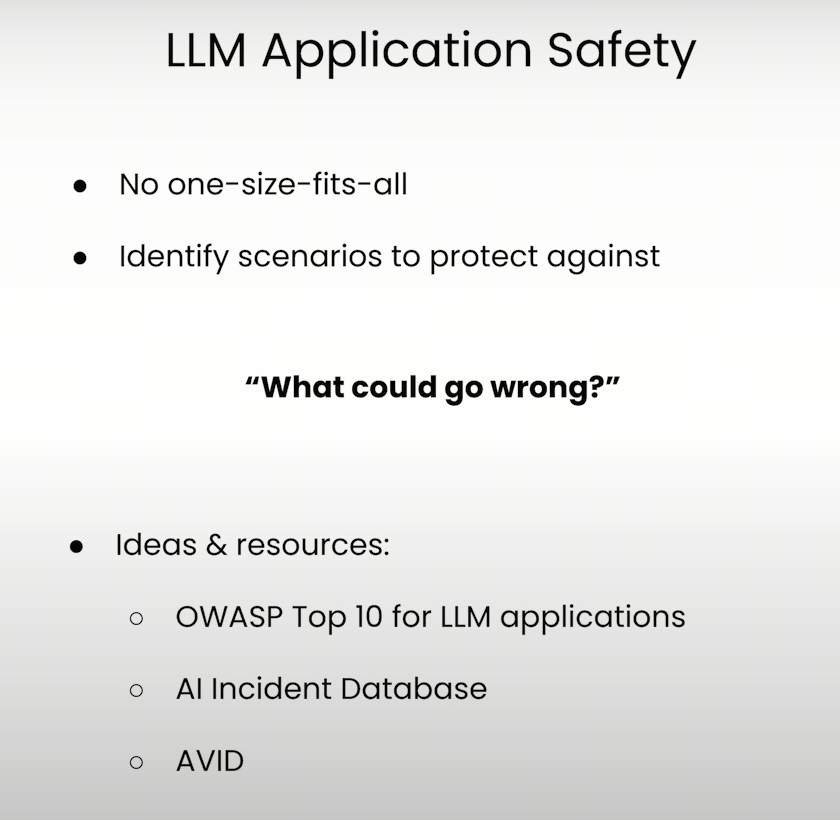 LLM Application Safety
● No one-size-fits-all
● Identify scenarios to protect against
“What could go wrong?”
● Ideas & resources:
○ OWASP Top 10 for LLM applications
○ AI Incident Database
○ AVID